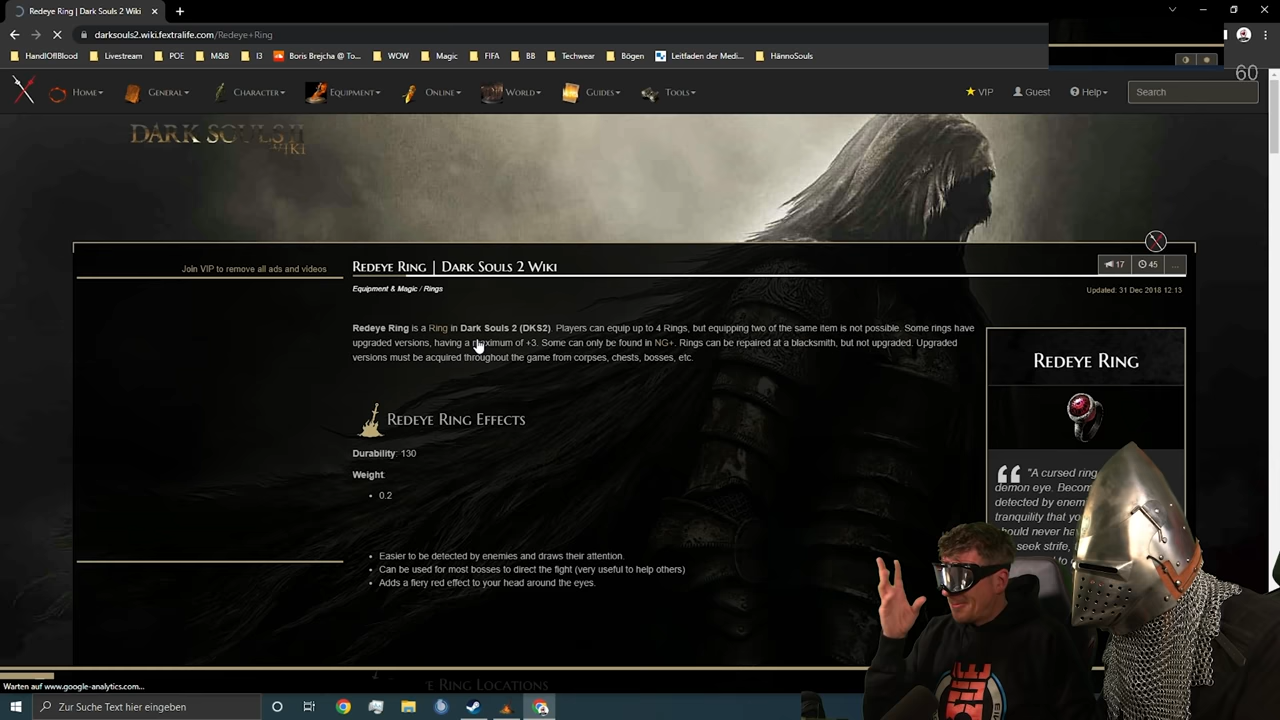 Redeye Ring | Dark Souls 2 Wiki
darksouls2.wiki.fextralife.com/Redeye+Ring
HandIOfIBlood Livestream POE M&B I3 Boris Brejcha @ To... WOW Magic FIFA BB Techwear Bögen Leitfaden der Medi... HännoSouls
60
Home General Character Equipment Online World Guides Tools VIP Guest Help Search
DARK SOULS II
WIKI
Join VIP to remove all ads and videos
Redeye Ring | Dark Souls 2 Wiki
17 45 ...
Equipment & Magic / Rings
Updated: 31 Dec 2018 12:13
Redeye Ring is a Ring in Dark Souls 2 (DKS2). Players can equip up to 4 Rings, but equipping two of the same item is not possible. Some rings have
upgraded versions, having a maximum of +3. Some can only be found in NG+. Rings can be repaired at a blacksmith, but not upgraded. Upgraded
versions must be acquired throughout the game from corpses, chests, bosses, etc.
Redeye Ring
Redeye Ring Effects
Durability: 130
Weight:
0.2
"A cursed ring
demon eye. Becom
detected by enem
tranquility that yo
should never ha
seek strife,
to
Easier to be detected by enemies and draws their attention.
Can be used for most bosses to direct the fight (very useful to help others)
Adds a fiery red effect to your head around the eyes.
e Ring Locations
Warten auf www.google-analytics.com...
Zur Suche Text hier eingeben